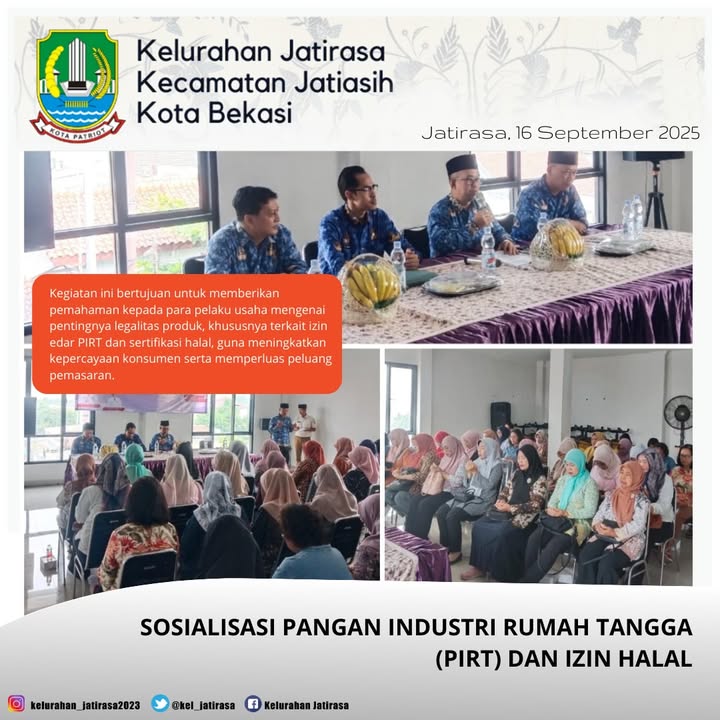 Kelurahan Jatirasa
Kecamatan Jatiasih
Kota Bekasi
KOTA PATRIOT
Jatirasa, 16 September 2025
Kegiatan ini bertujuan untuk memberikan
pemahaman kepada para pelaku usaha mengenai
pentingnya legalitas produk, khususnya terkait izin
edar PIRT dan sertifikasi halal, guna meningkatkan
kepercayaan konsumen serta memperluas peluang
pemasaran.
SOSIALISASI PANGAN INDUSTRI RUMAH TANGGA
(PIRT) DAN IZIN HALAL
kelurahan_jatirasa2023 @kel_jatirasa Kelurahan Jatirasa